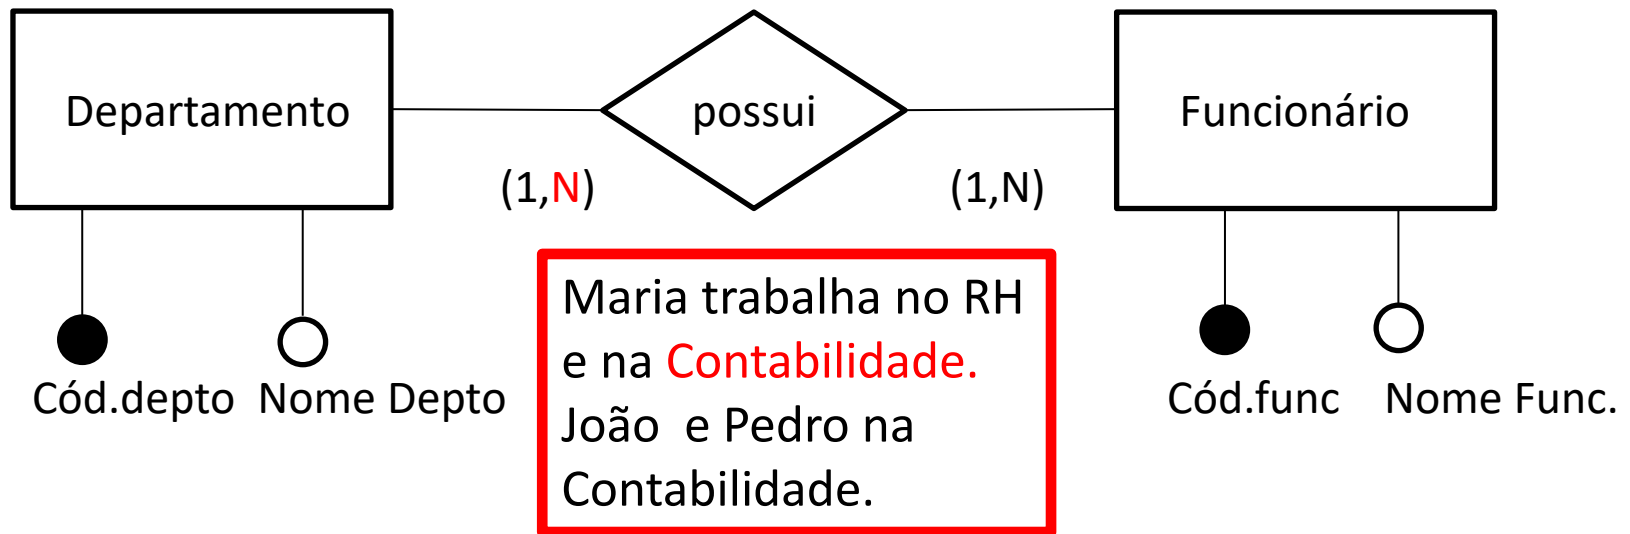 Departamento
possui
Funcionário
(1,N)
(1,N)
Maria trabalha no RH
e na Contabilidade.
João e Pedro na
Contabilidade.
Cód.depto
Nome Depto
Cód.func
Nome Func.